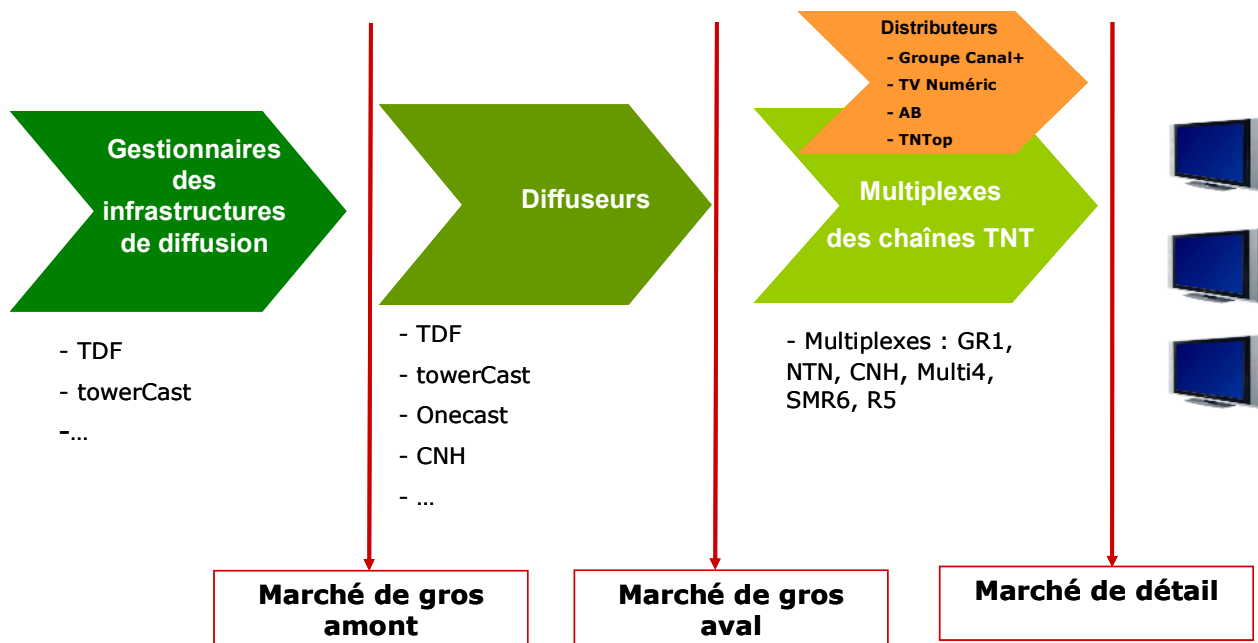 Distributeurs
- Groupe Canal+
- TV Numéric
- AB
- TNTop
Gestionnaires
des
infrastructures
de diffusion
Diffuseurs
Multiplexes
des chaînes TNT
- TDF
- towerCast
-...
- TDF
- towerCast
- Onecast
- CNH
- ...
- Multiplexes : GR1,
NTN, CNH, Multi4,
SMR6, R5
Marché de gros
amont
Marché de gros
aval
Marché de détail